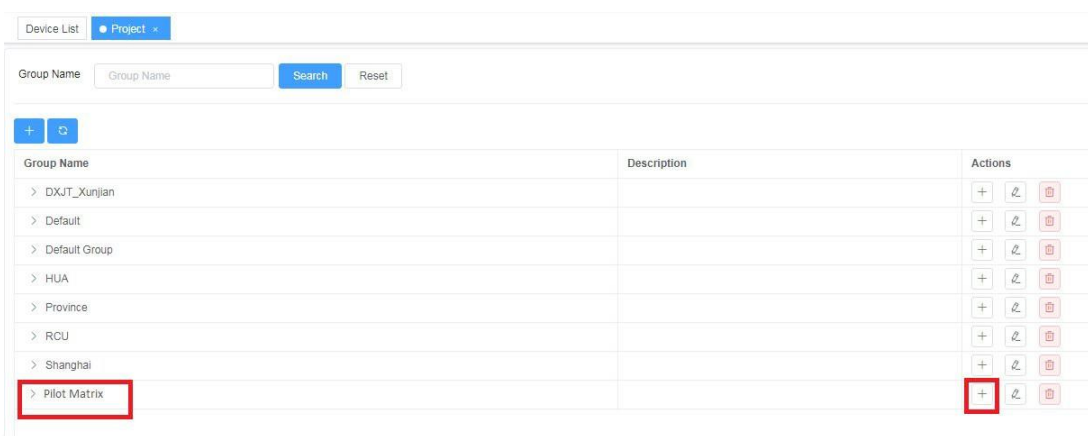 Device List Project ×
Group Name Group Name Search Reset
Group Name Description Actions
DXJT_Xunjian
Default
Default Group
HUA
Province
RCU
Shanghai
Pilot Matrix